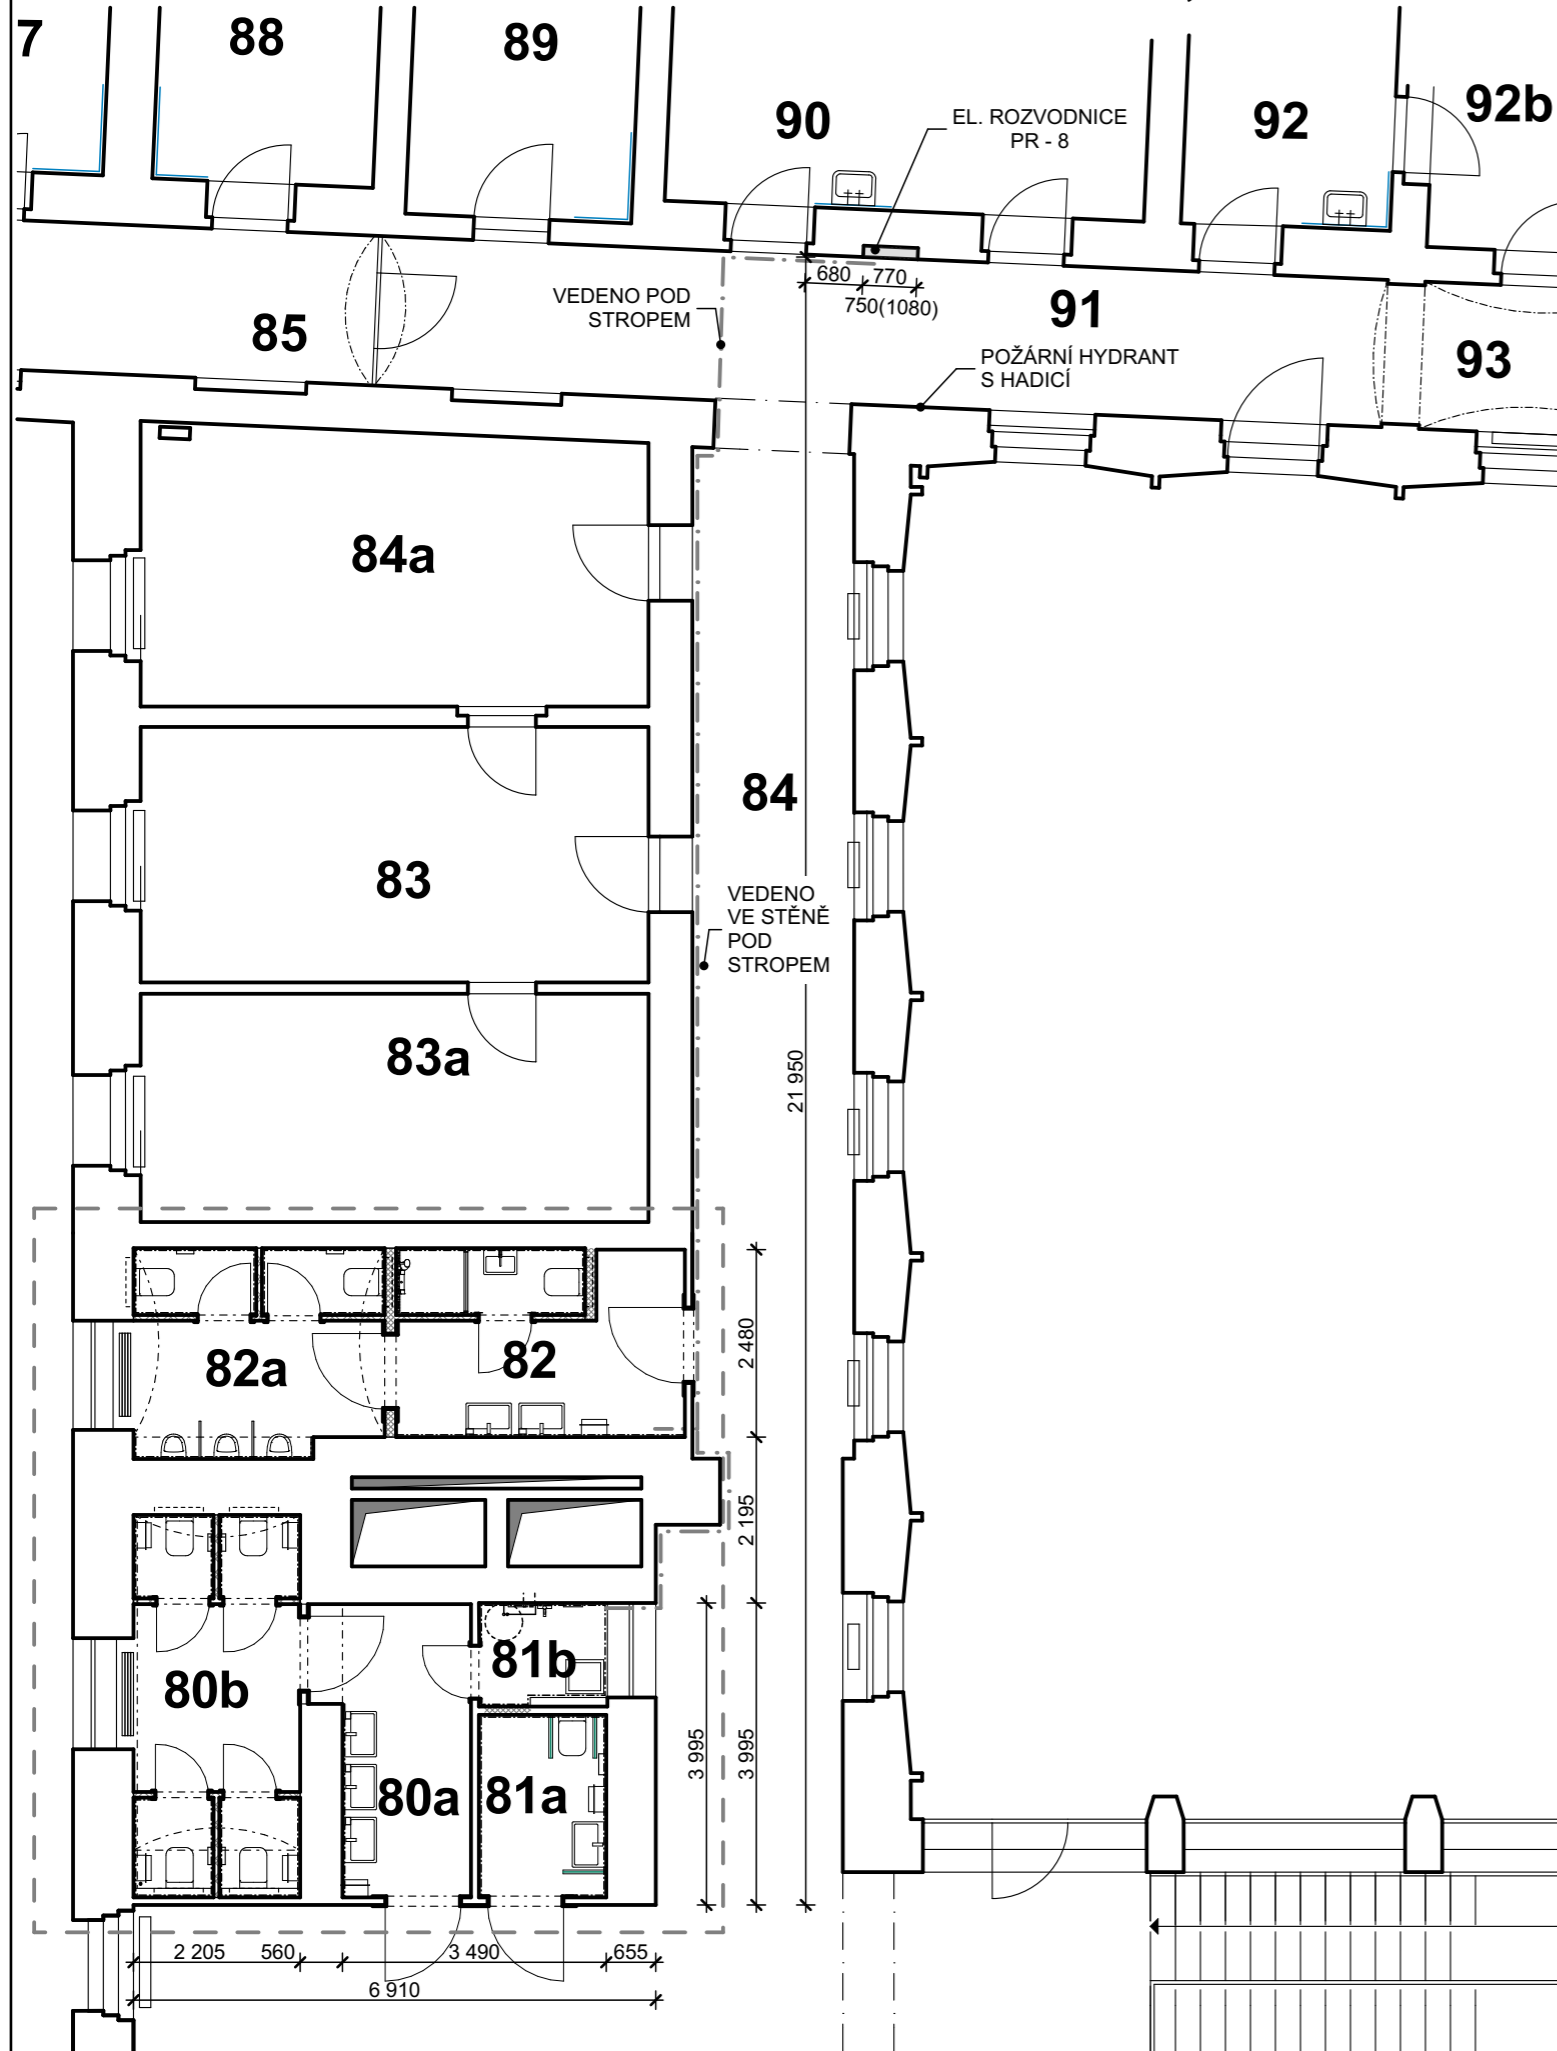 7
88
89
90
EL. ROZVODNICE
PR - 8
92
92b
680
770
750(1080)
VEDENO POD
STROPEM
85
91
93
POŽÁRNÍ HYDRANT
S HADICÍ
84a
84
83
VEDENO
VE STĚNĚ
POD
STROPEM
83a
21 950
82a
82
2 480
2 195
81b
80b
3 995
3 995
80a
81a
2 205
560
3 490
655
6 910